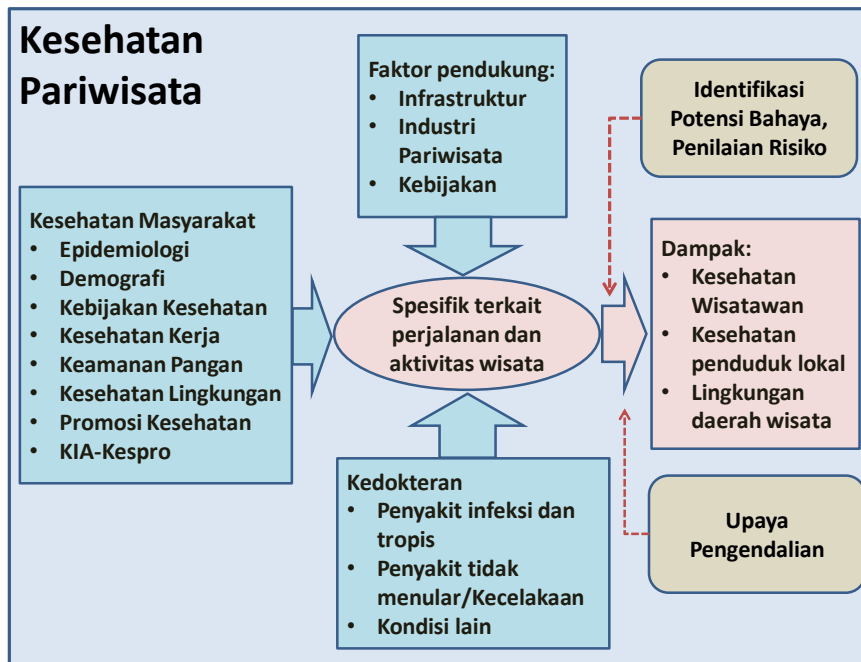 Kesehatan
Pariwisata
Faktor pendukung:
• Infrastruktur
• Industri
Pariwisata
• Kebijakan
Identifikasi
Potensi Bahaya,
Penilaian Risiko
Kesehatan Masyarakat
• Epidemiologi
• Demografi
• Kebijakan Kesehatan
• Kesehatan Kerja
• Keamanan Pangan
• Kesehatan Lingkungan
• Promosi Kesehatan
• KIA-Kespro
Spesifik terkait
perjalanan dan
aktivitas wisata
Dampak:
• Kesehatan
Wisatawan
• Kesehatan
penduduk lokal
• Lingkungan
daerah wisata
Kedokteran
• Penyakit infeksi dan
tropis
• Penyakit tidak
menular/Kecelakaan
• Kondisi lain
Upaya
Pengendalian